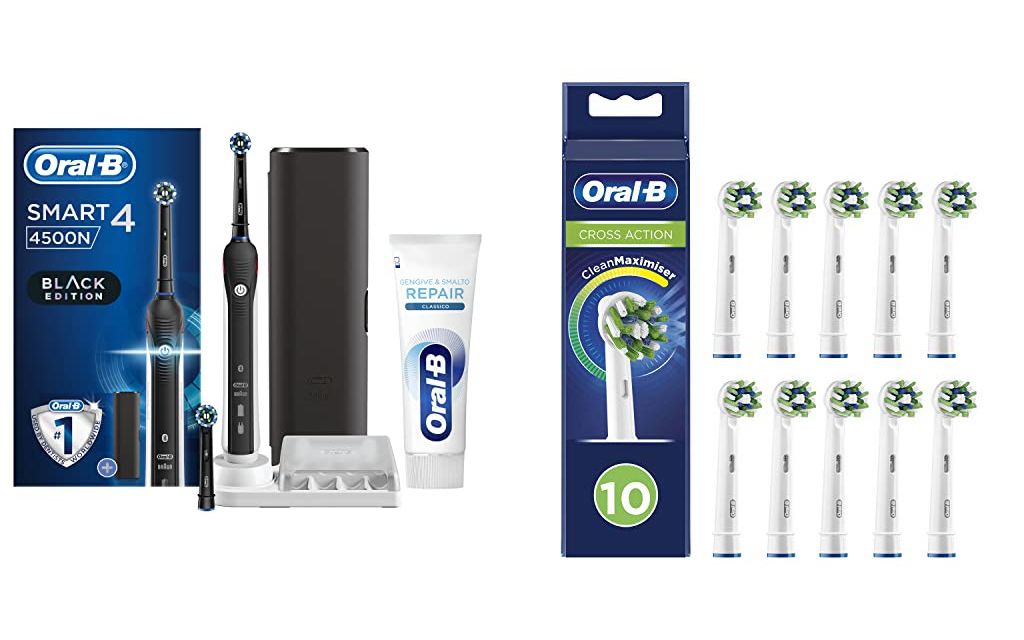 Oral-B
SMART 4
4500N
BLACK
EDITION
Oral-B
#1
GENGIVE & SMALTO
REPAIR
CLASSICO
Oral-B
Oral-B
CROSS ACTION
CleanMaximiser
10